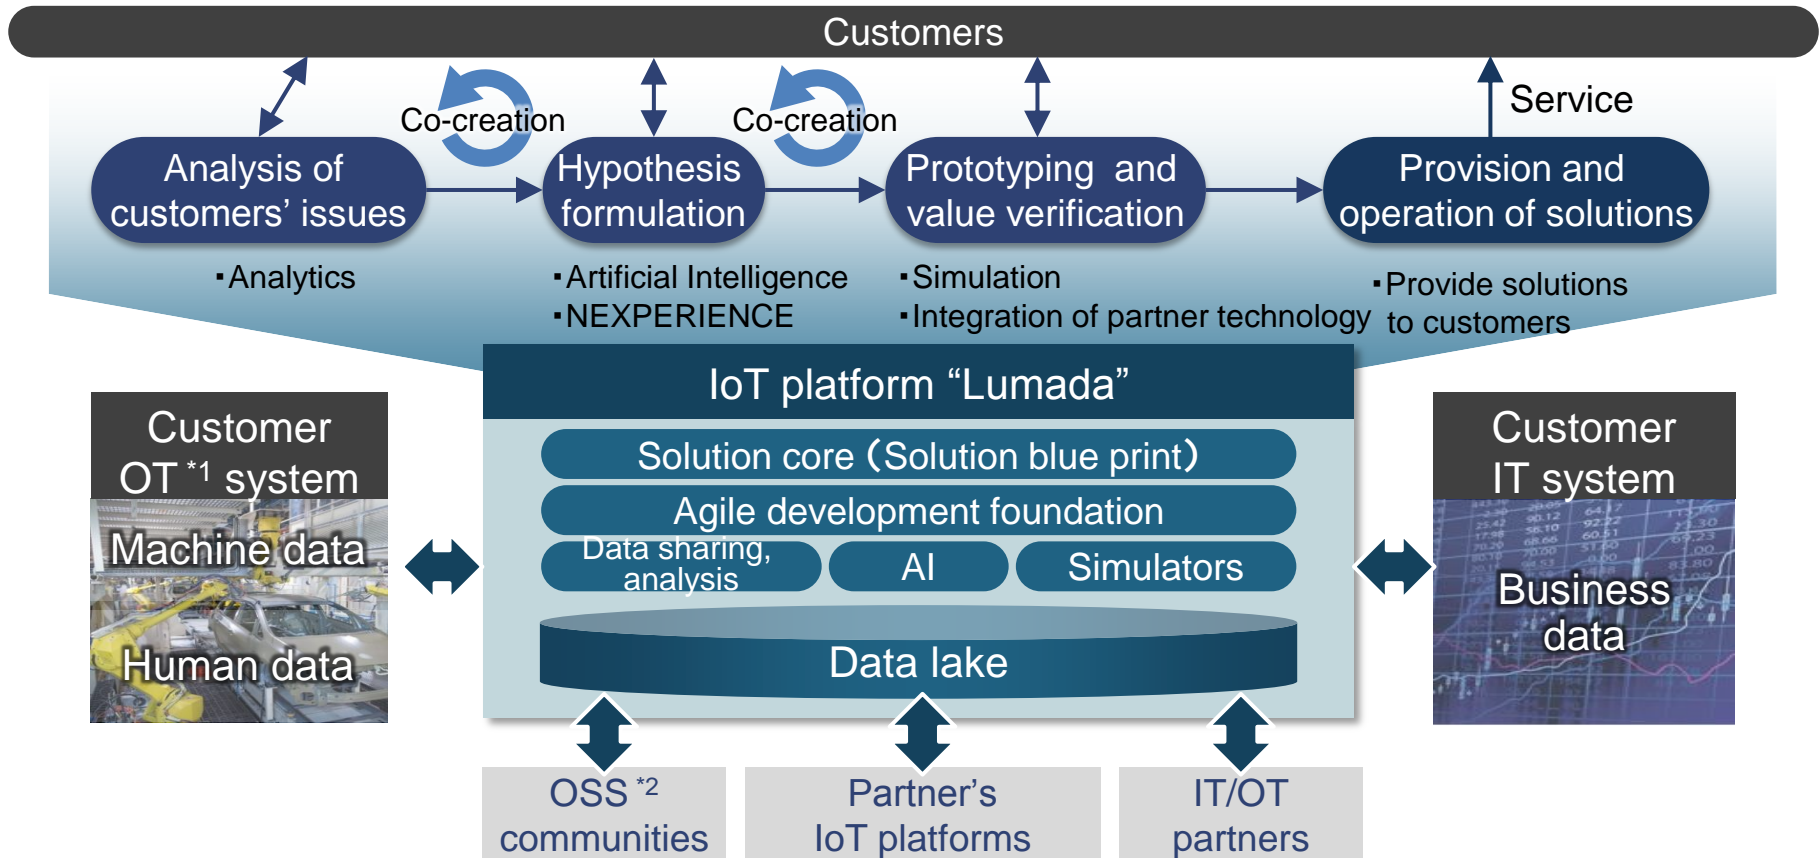 Customers
Co-creation
Co-creation
Service
Analysis of
customers’ issues
Hypothesis
formulation
Prototyping and
value verification
Provision and
operation of solutions
▪Analytics
▪Artificial Intelligence
▪NEXPERIENCE
▪Simulation
▪Integration of partner technology
▪Provide solutions
to customers
IoT platform “Lumada”
Solution core（Solution blue print）
Agile development foundation
Data sharing,
analysis
AI
Simulators
Data lake
Customer
OT *1 system
Machine data
Human data
Customer
IT system
Business
data
OSS *2
communities
Partner’s
IoT platforms
IT/OT
partners